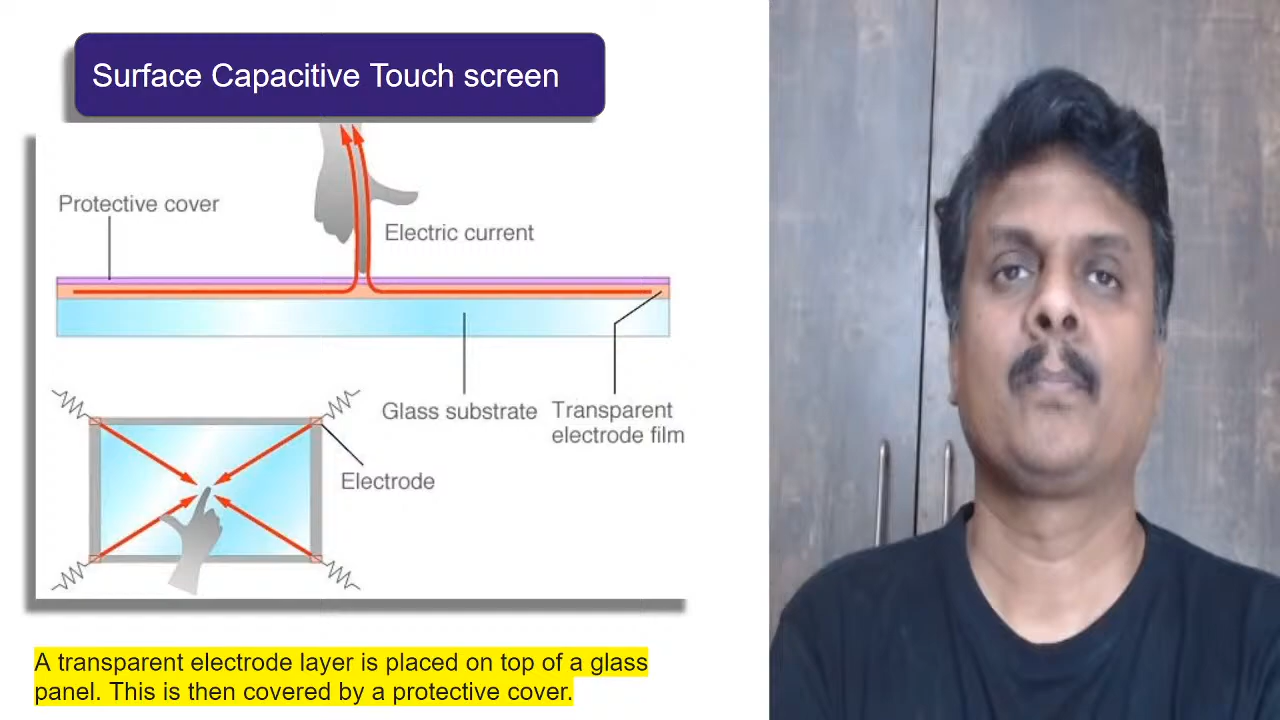 Surface Capacitive Touch screen
Protective cover
Electric current
Glass substrate
Transparent
electrode film
Electrode
A transparent electrode layer is placed on top of a glass
panel. This is then covered by a protective cover.